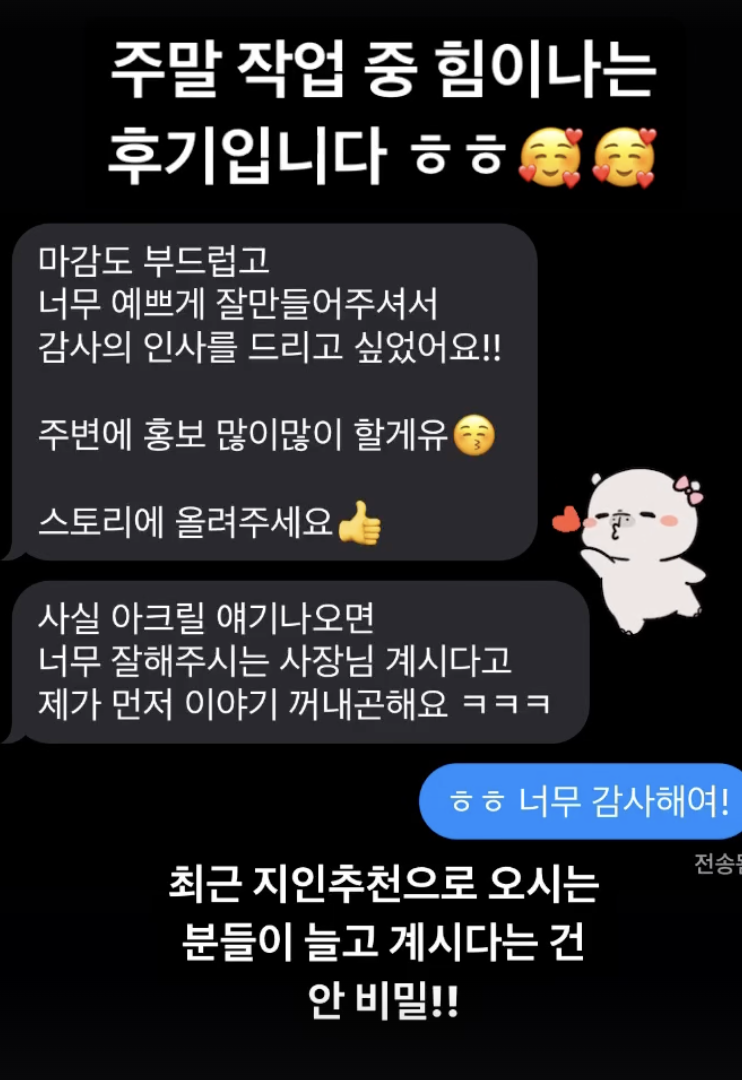 주말 작업 중 힘이나는
후기입니다 ㅎㅎ🥰🥰
마감도 부드럽고
너무 예쁘게 잘만들어주셔서
감사의 인사를 드리고 싶었어요!!
주변에 홍보 많이많이 할게유😚
스토리에 올려주세요👍
사실 아크릴 얘기나오면
너무 잘해주시는 사장님 계시다고
제가 먼저 이야기 꺼내곤해요 ㅋㅋㅋ
ㅎㅎ 너무 감사해여!
전송
최근 지인추천으로 오시는
분들이 늘고 계시다는 건
안 비밀!!